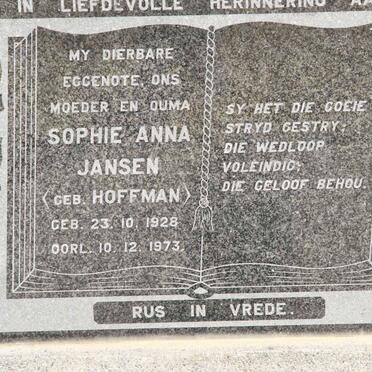 IN LIEFDEVOLLE HERINNERING AA
MY DIERBARE
EGGENOTE, ONS
MOEDER EN OUMA
SOPHIE ANNA
JANSEN
(GEB. HOFFMAN)
GEB. 23. 10. 1928
OORL. 10. 12. 1973.
SY HET DIE GOEIE
STRYD GESTRY;
DIE WEDLOOP
VOLEINDIG;
DIE GELOOF BEHOU.
RUS IN VREDE.